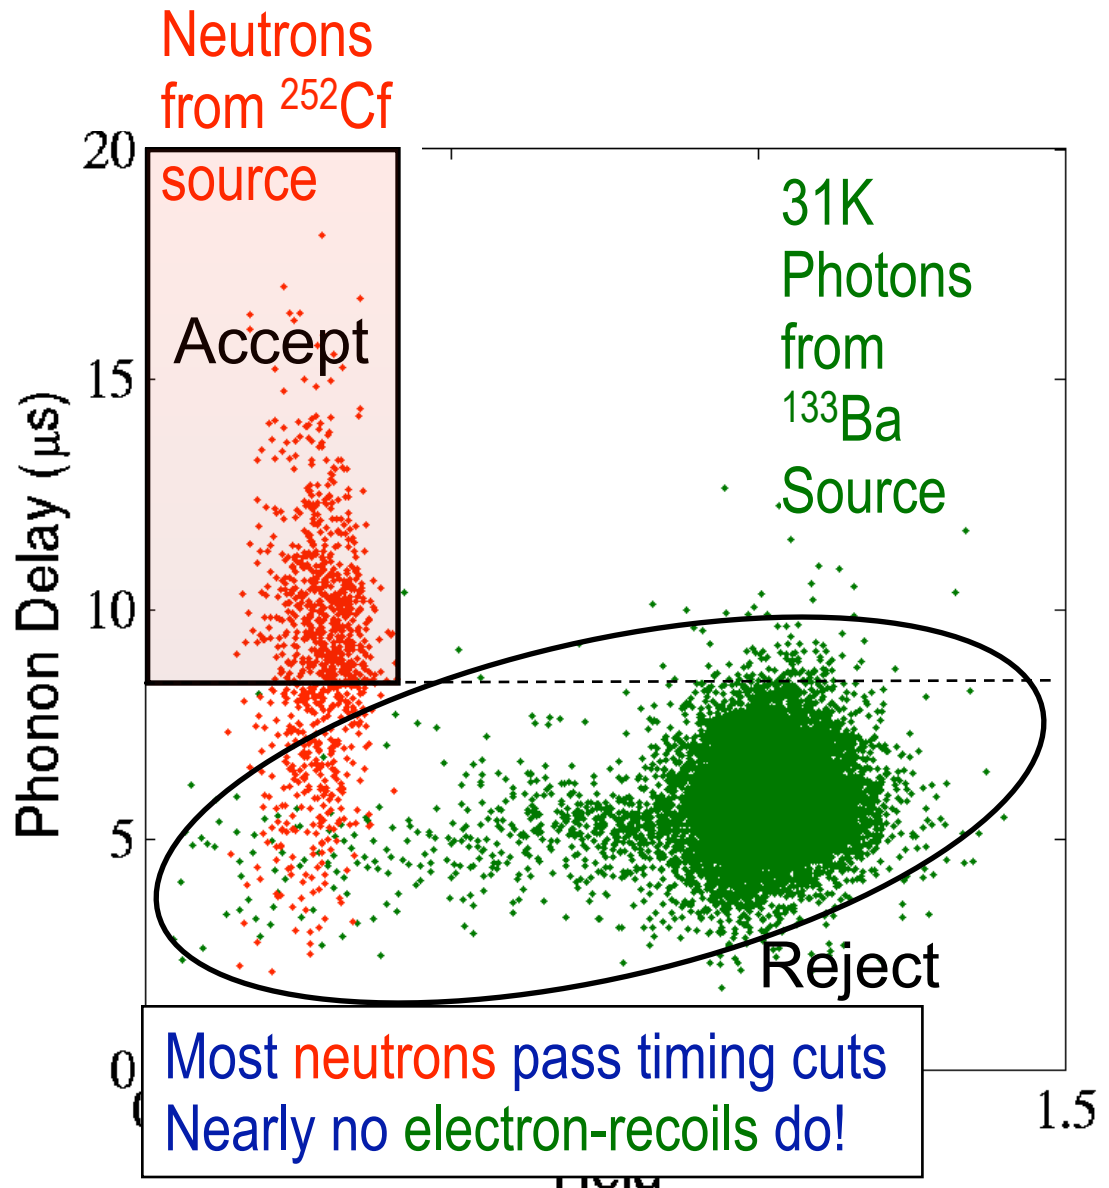 Neutrons
from ²⁵²Cf
source
20
31K
Photons
from
¹³³Ba
Source
Accept
15
Phonon Delay (µs)
10
5
Reject
0
Most neutrons pass timing cuts
Nearly no electron-recoils do!
1.5